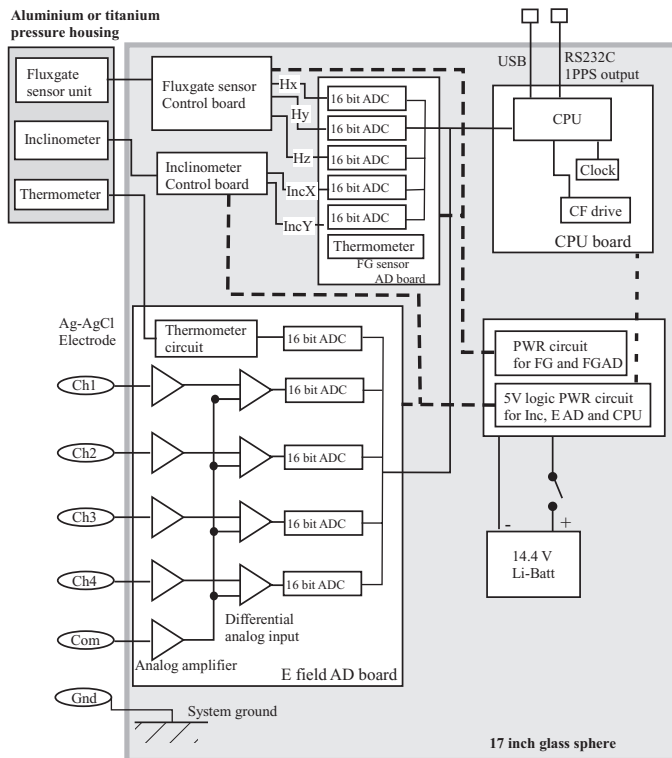 Aluminium or titanium
pressure housing
Fluxgate
sensor unit
Inclinometer
Thermometer
Fluxgate sensor
Control board
Inclinometer
Control board
Hx
Hy
Hz
IncX
IncY
16 bit ADC
16 bit ADC
16 bit ADC
16 bit ADC
16 bit ADC
Thermometer
FG sensor
AD board
USB
RS232C
1PPS output
CPU
Clock
CF drive
CPU board
PWR circuit
for FG and FGAD
5V logic PWR circuit
for Inc, E AD and CPU
-
+
14.4 V
Li-Batt
Ag-AgCl
Electrode
Ch1
Ch2
Ch3
Ch4
Com
Gnd
Thermometer
circuit
16 bit ADC
16 bit ADC
16 bit ADC
16 bit ADC
16 bit ADC
Differential
analog input
Analog amplifier
E field AD board
System ground
17 inch glass sphere